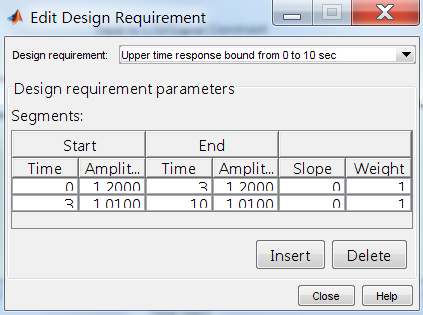 Edit Design Requirement
Design requirement: Upper time response bound from 0 to 10 sec
Design requirement parameters
Segments:
Start End
Time Amplit... Time Amplit... Slope Weight
0 1.2000 3 1.2000 0 1
3 1.0100 10 1.0100 0 1
Insert Delete
Close Help